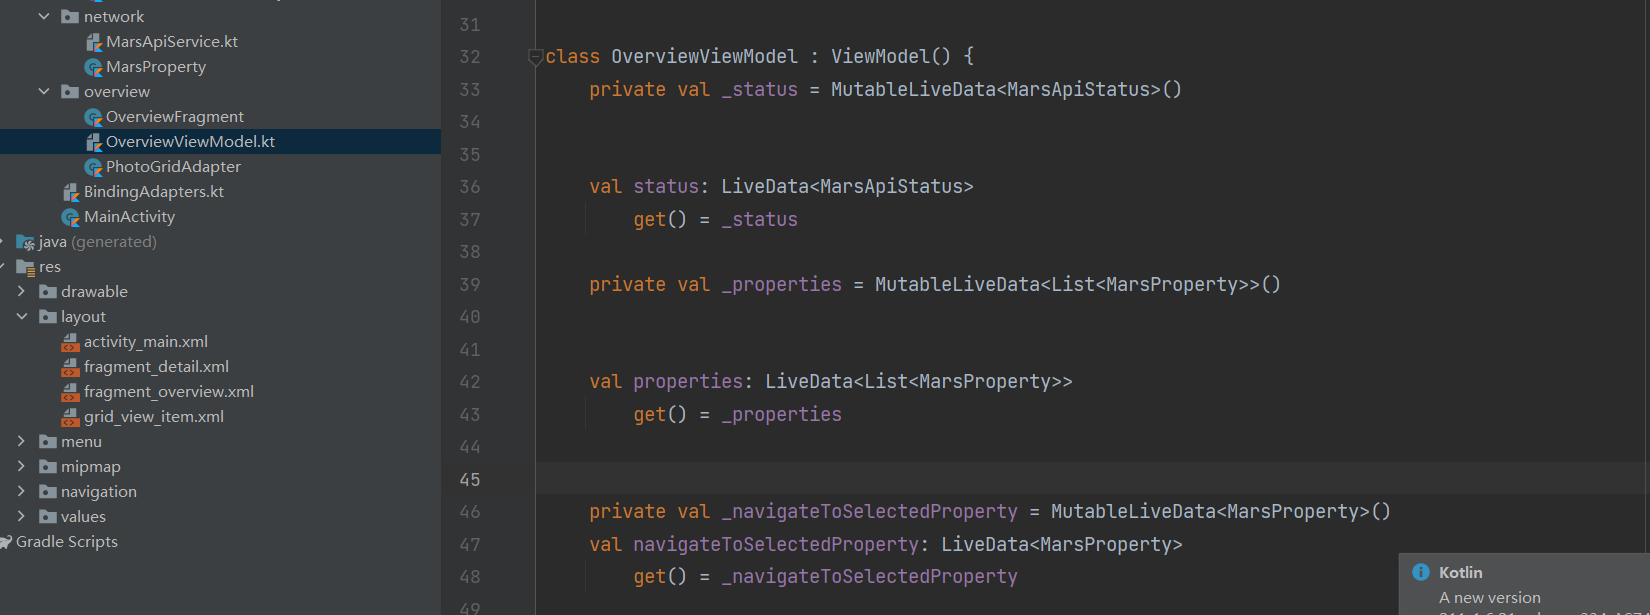 network
MarsApiService.kt
MarsProperty
overview
OverviewFragment
OverviewViewModel.kt
PhotoGridAdapter
BindingAdapters.kt
MainActivity
java (generated)
res
drawable
layout
activity_main.xml
fragment_detail.xml
fragment_overview.xml
grid_view_item.xml
menu
mipmap
navigation
values
Gradle Scripts
31
32 class OverviewViewModel : ViewModel() {
33 private val _status = MutableLiveData<MarsApiStatus>()
34
35
36 val status: LiveData<MarsApiStatus>
37 get() = _status
38
39 private val _properties = MutableLiveData<List<MarsProperty>>()
40
41
42 val properties: LiveData<List<MarsProperty>>
43 get() = _properties
44
45
46 private val _navigateToSelectedProperty = MutableLiveData<MarsProperty>()
47 val navigateToSelectedProperty: LiveData<MarsProperty>
48 get() = _navigateToSelectedProperty
49
Kotlin
A new version